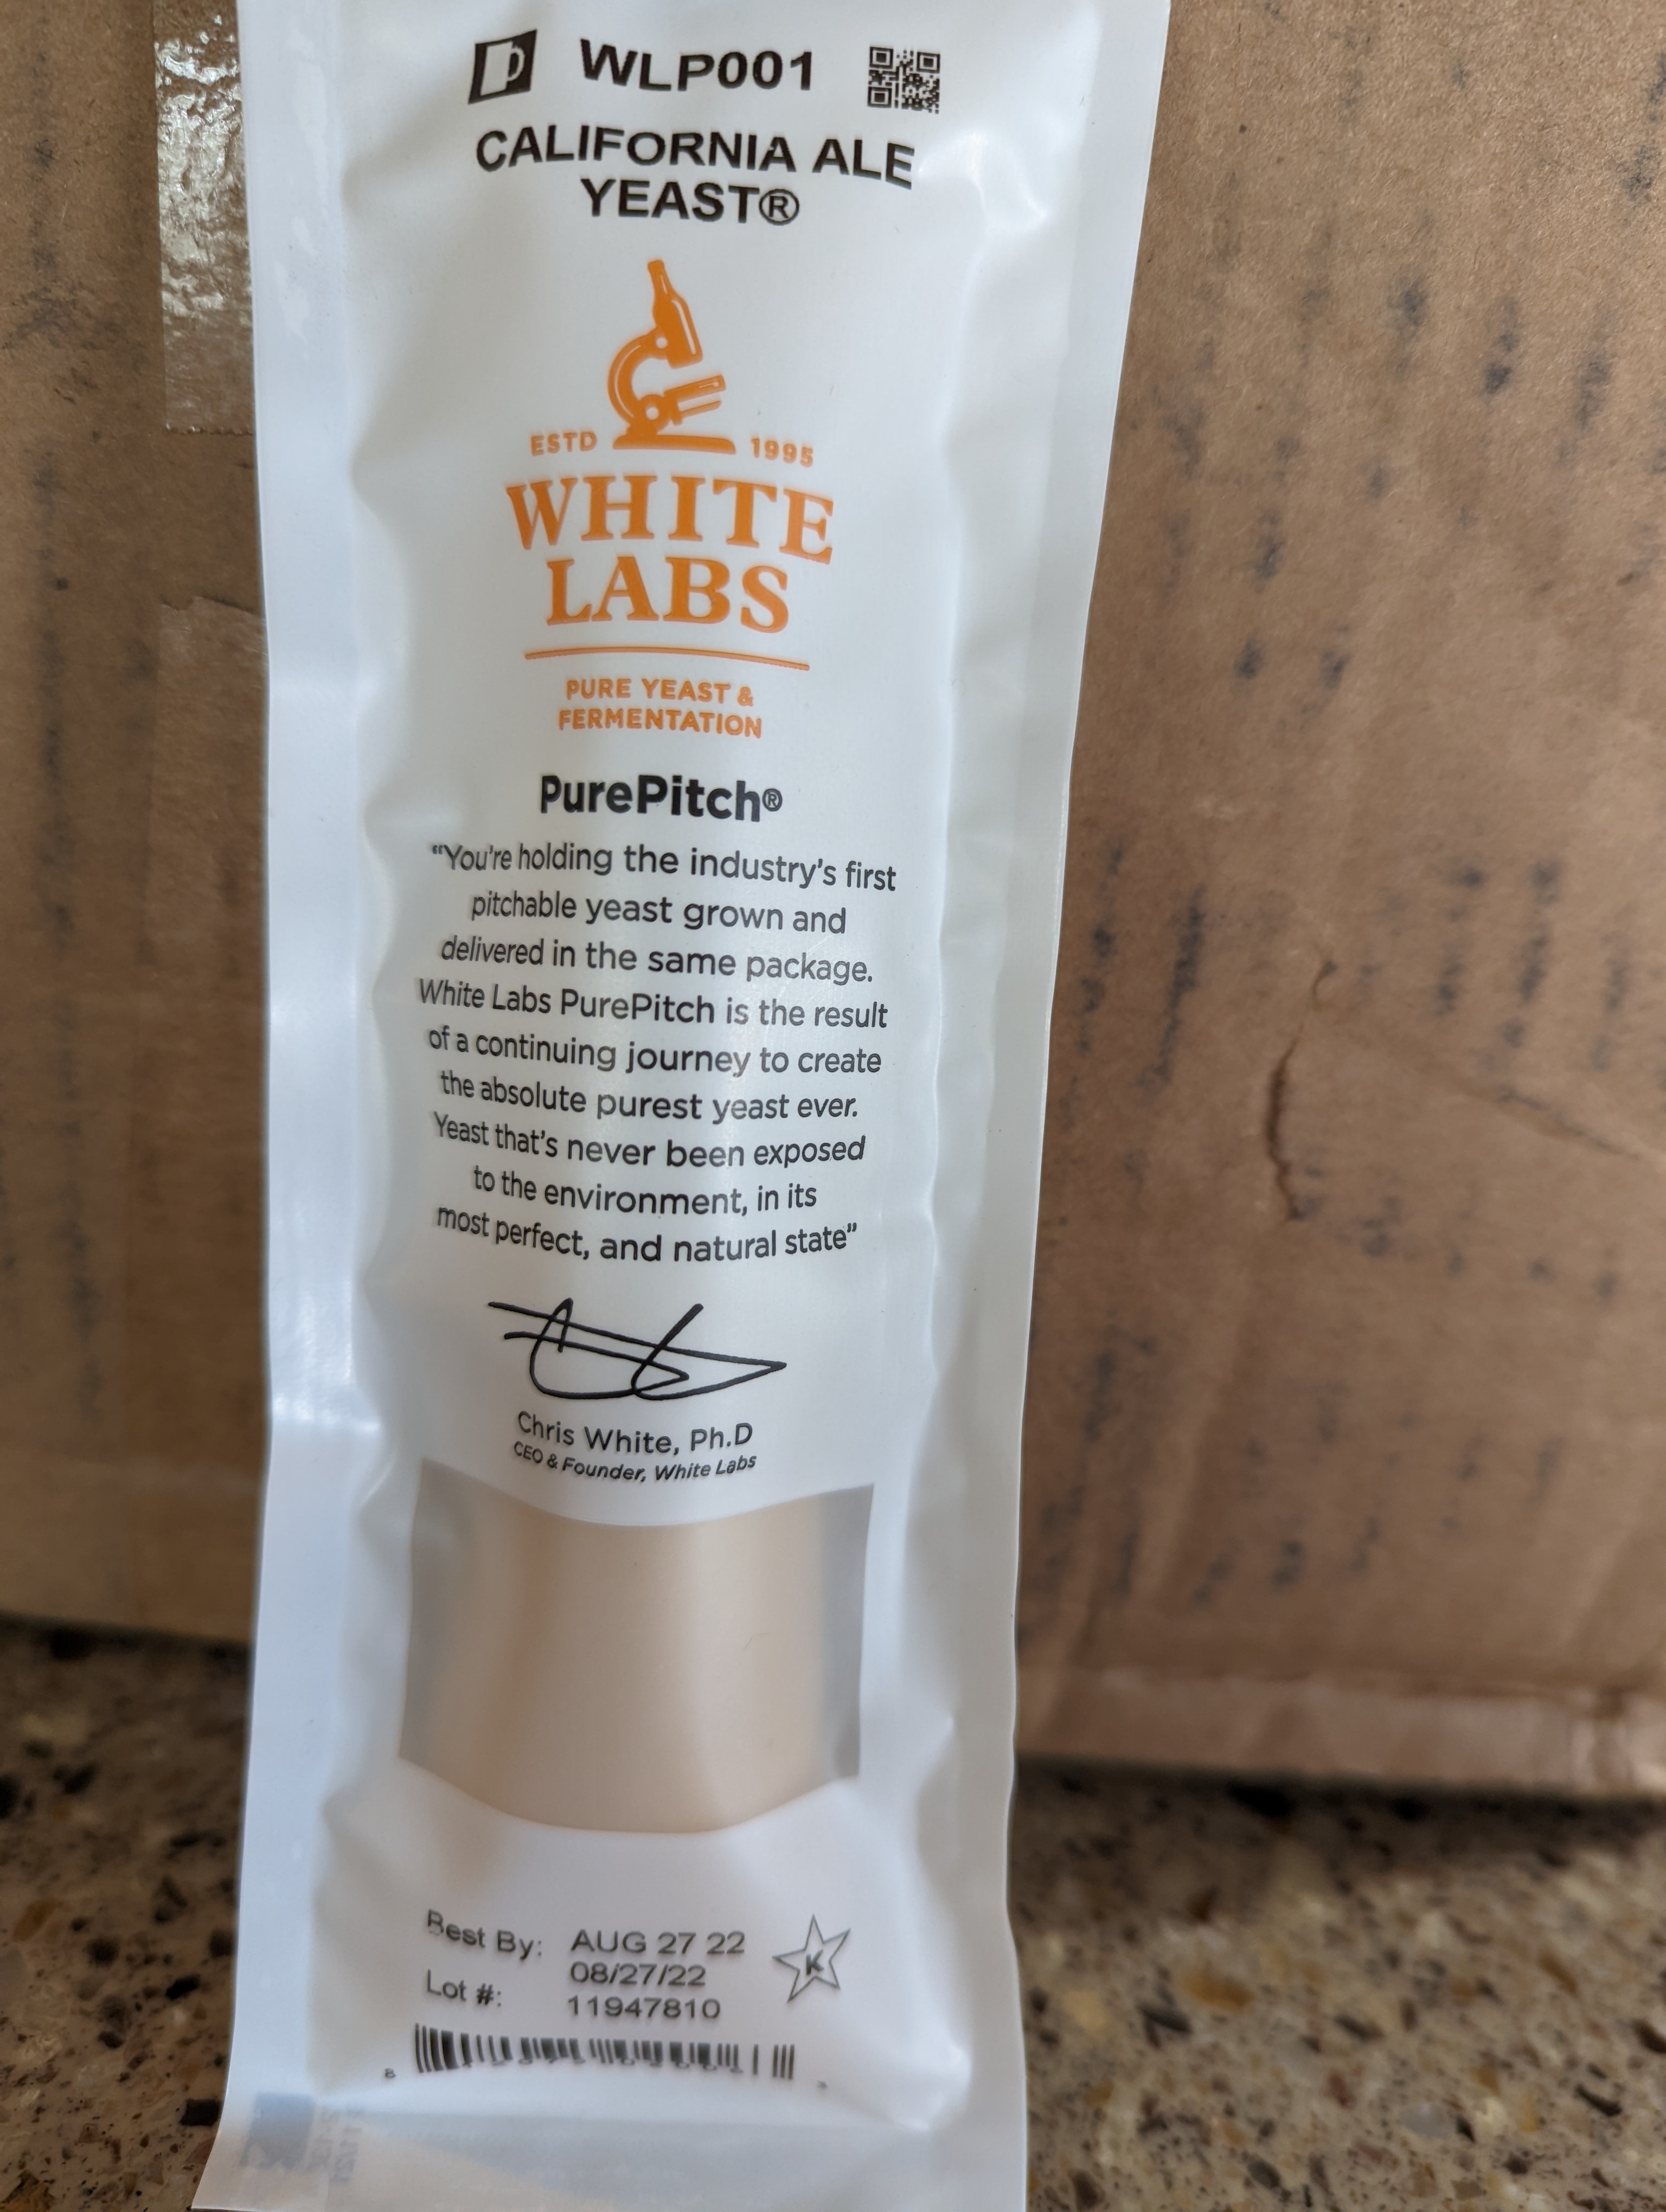 WLP001
CALIFORNIA ALE
YEAST®
ESTD 1995
WHITE
LABS
PURE YEAST &
FERMENTATION
PurePitch®
“You’re holding the industry’s first
pitchable yeast grown and
delivered in the same package.
White Labs PurePitch is the result
of a continuing journey to create
the absolute purest yeast ever.
Yeast that’s never been exposed
to the environment, in its
most perfect, and natural state”
Chris White, Ph.D
CEO & Founder, White Labs
Best By: AUG 27 22
08/27/22
Lot #: 11947810
K